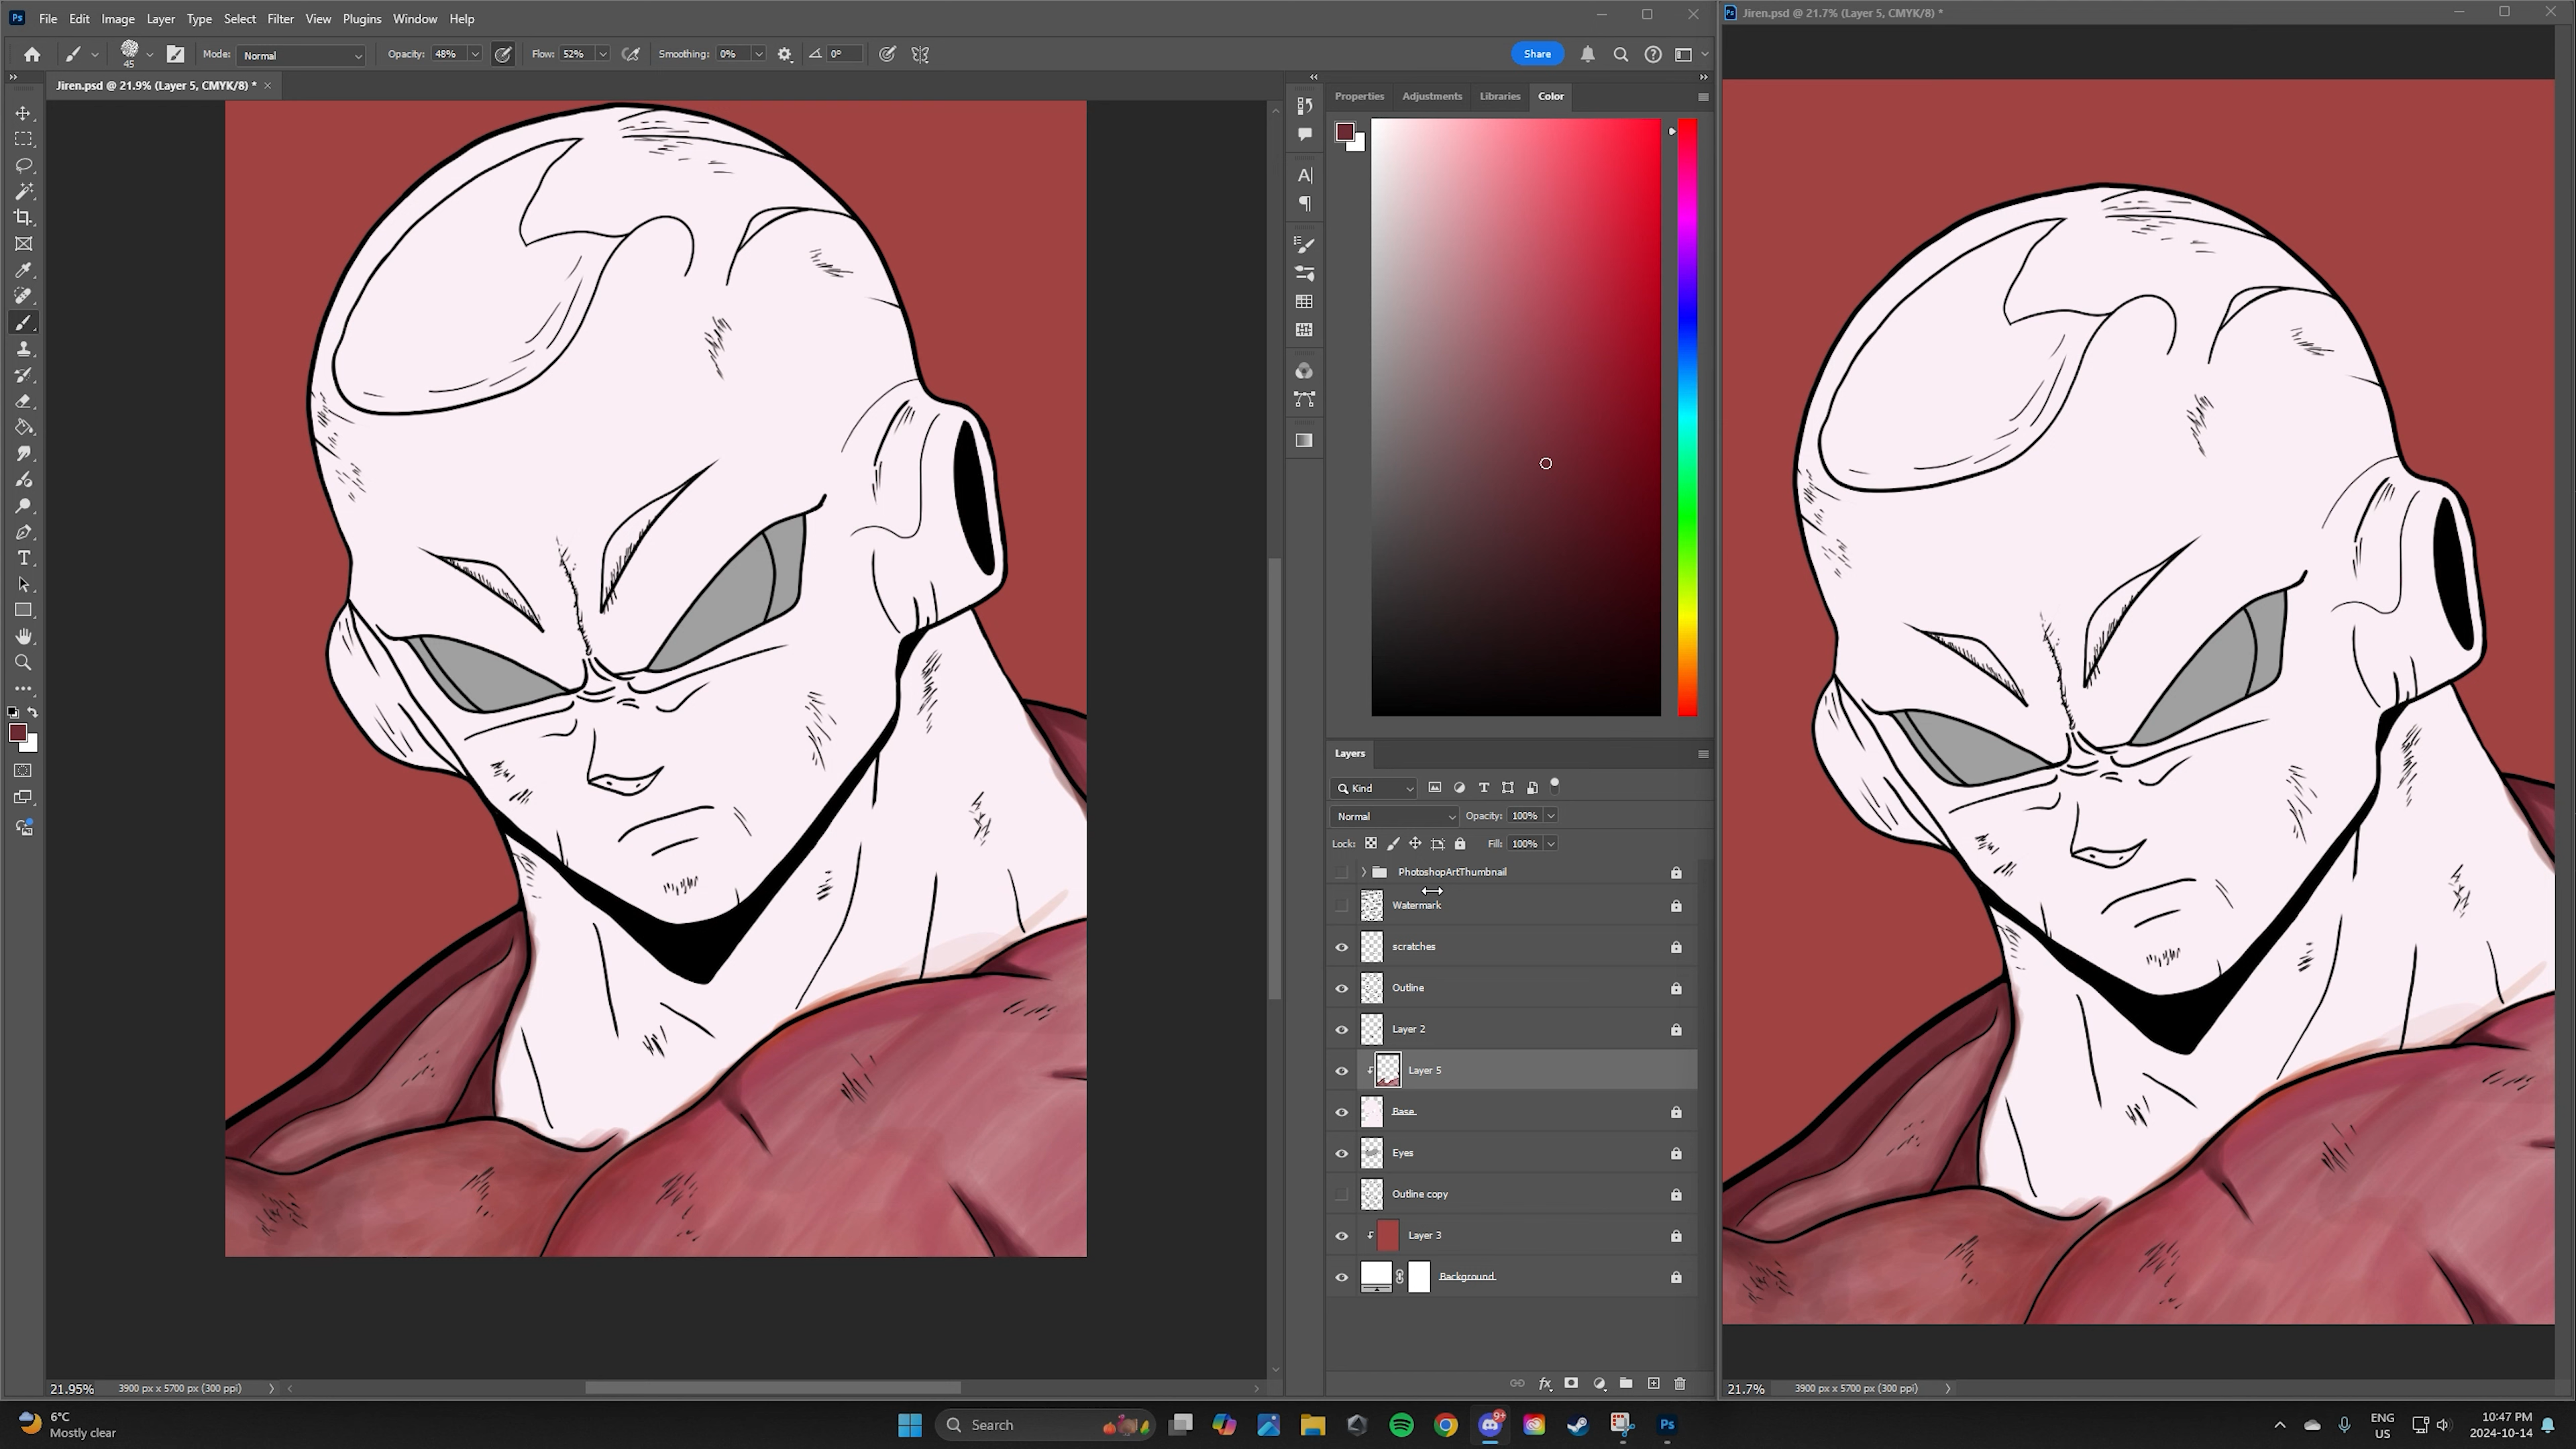 File Edit Image Layer Type Select Filter View Plugins Window Help
Jiren.psd @ 21.7% (Layer 5, CMYK/8) *
45
Mode: Normal
Opacity: 48%
Flow: 52%
Smoothing: 0%
0°
Share
Jiren.psd @ 21.9% (Layer 5, CMYK/8) * ×
Properties Adjustments Libraries Color
Layers
Kind
Normal
Opacity: 100%
Lock:
Fill: 100%
PhotoshopArtThumbnail
Watermark
scratches
Outline
Layer 2
Layer 5
Base
Eyes
Outline copy
Layer 3
Background
21.95% 3900 px x 5700 px (300 ppi)
21.7% 3900 px x 5700 px (300 ppi)
6°C
Mostly clear
Search
9+
Ps
ENG
US
10:47 PM
2024-10-14